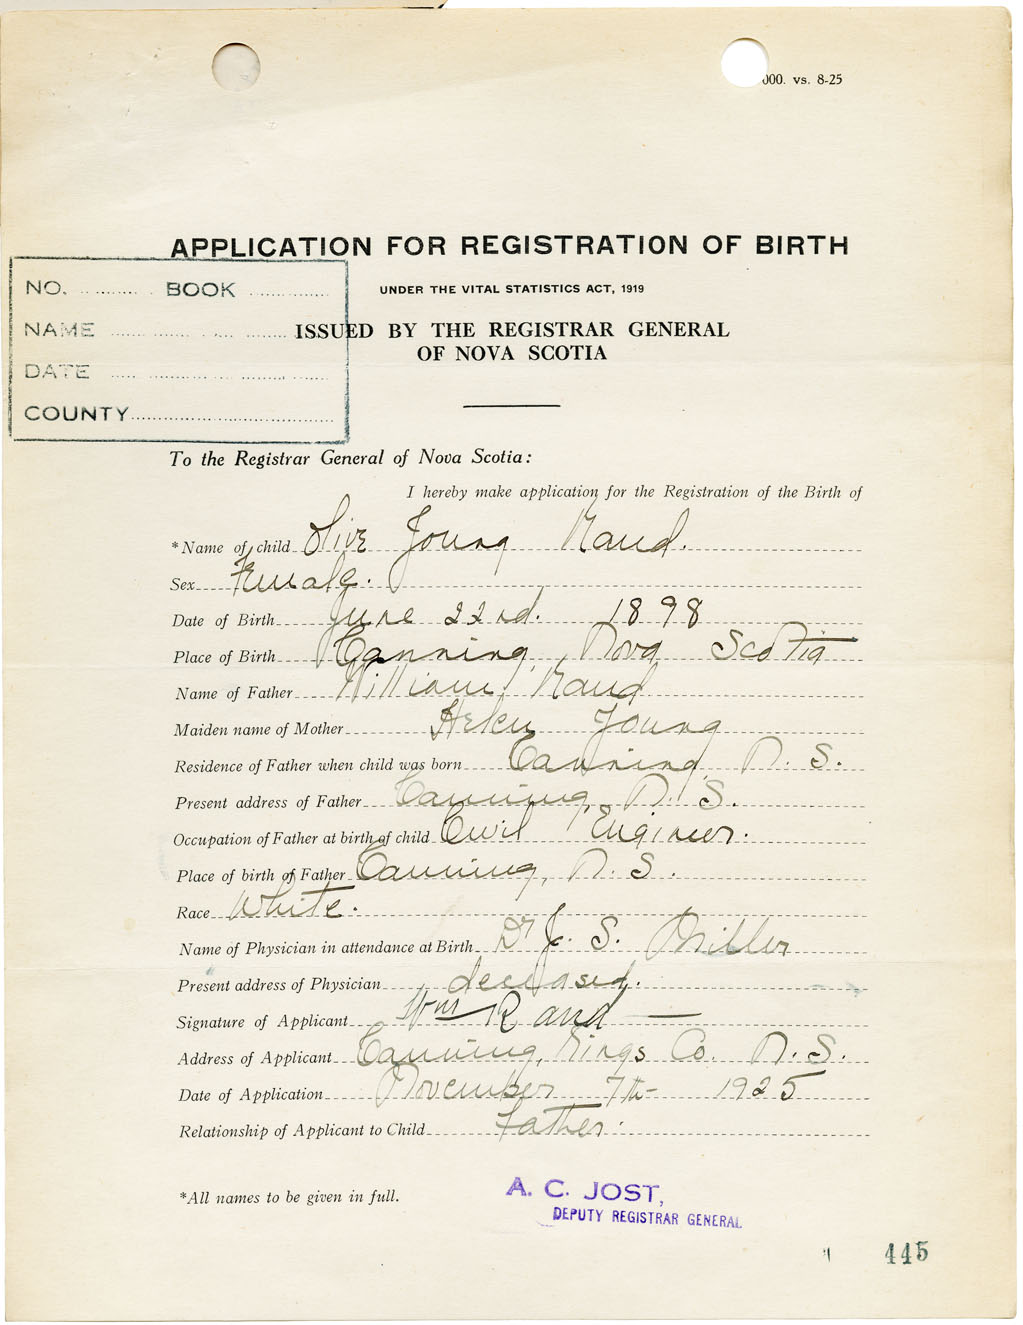 000. vs. 8-25
APPLICATION FOR REGISTRATION OF BIRTH
UNDER THE VITAL STATISTICS ACT, 1919
ISSUED BY THE REGISTRAR GENERAL
OF NOVA SCOTIA
NO. BOOK
NAME
DATE
COUNTY
To the Registrar General of Nova Scotia:
I hereby make application for the Registration of the Birth of
*Name of child Olive Young Rand.
Sex Female.
Date of Birth June 22nd. 1898
Place of Birth Canning, Nova Scotia
Name of Father William Rand
Maiden name of Mother Helen Young
Residence of Father when child was born Canning, N. S.
Present address of Father Canning, N. S.
Occupation of Father at birth of child Civil Engineer.
Place of birth of Father Canning, N. S.
Race White.
Name of Physician in attendance at Birth Dr J. S. Miller
Present address of Physician deceased.
Signature of Applicant Wm Rand
Address of Applicant Canning, Kings Co. N. S.
Date of Application November 7th 1925
Relationship of Applicant to Child Father.
*All names to be given in full.
A. C. JOST,
DEPUTY REGISTRAR GENERAL
445